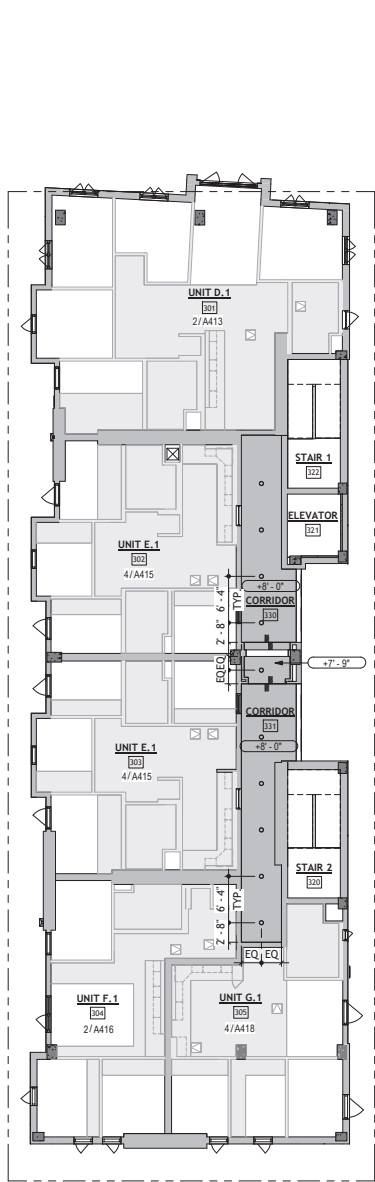 UNIT D.1
301
2/A413
STAIR 1
322
ELEVATOR
321
UNIT E.1
302
4/A415
+8' - 0"
CORRIDOR
330
6' - 4"
TYP.
2' - 8"
EQ
EQ
+7' - 9"
CORRIDOR
331
+8' - 0"
UNIT E.1
303
4/A415
STAIR 2
320
6' - 4"
TYP.
2' - 8"
EQ
EQ
UNIT F.1
304
2/A416
UNIT G.1
305
4/A418